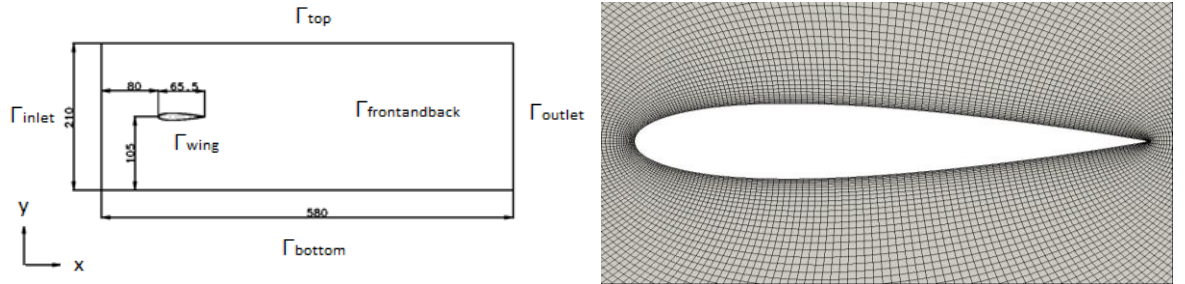 Γtop
80
65.5
Γinlet
210
Γfrontandback
Γoutlet
Γwing
105
580
y
Γbottom
x